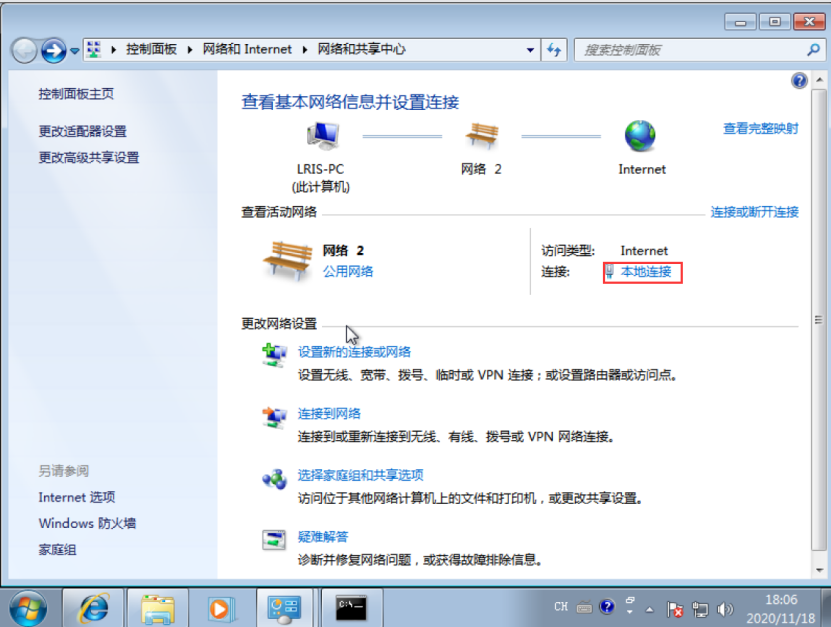 控制面板 网络和 Internet 网络和共享中心
搜索控制面板
控制面板主页
更改适配器设置
更改高级共享设置
查看基本网络信息并设置连接
查看完整映射
LRIS-PC
(此计算机)
网络 2
Internet
查看活动网络
连接或断开连接
网络 2
公用网络
访问类型: Internet
连接: 本地连接
更改网络设置
设置新的连接或网络
设置无线、宽带、拨号、临时或 VPN 连接；或设置路由器或访问点。
连接到网络
连接到或重新连接到无线、有线、拨号或 VPN 网络连接。
选择家庭组和共享选项
访问位于其他网络计算机上的文件和打印机，或更改共享设置。
疑难解答
诊断并修复网络问题，或获得故障排除信息。
另请参阅
Internet 选项
Windows 防火墙
家庭组
C:\_
CH
18:06
2020/11/18